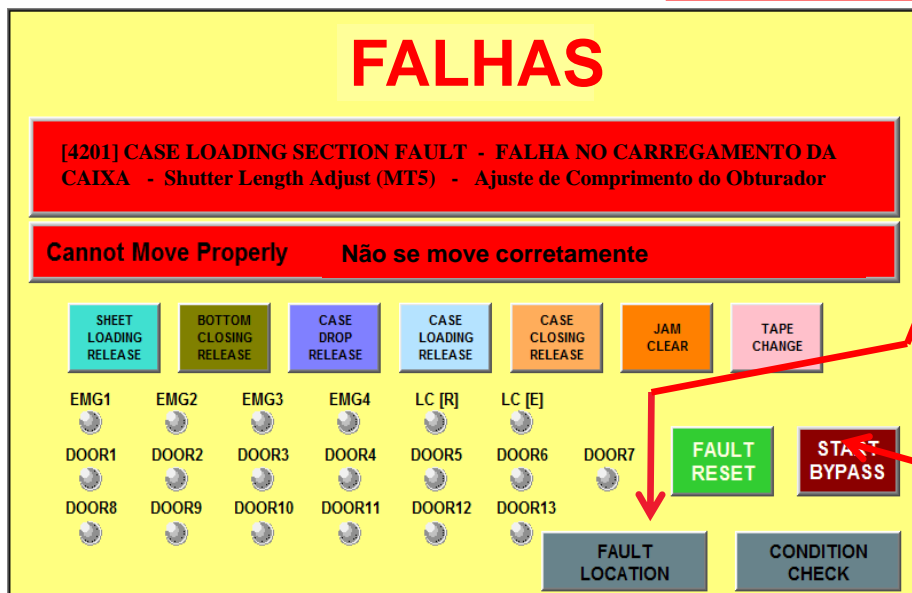 FALHAS
[4201] CASE LOADING SECTION FAULT - FALHA NO CARREGAMENTO DA
CAIXA - Shutter Length Adjust (MT5) - Ajuste de Comprimento do Obturador
Cannot Move Properly Não se move corretamente
SHEET
LOADING
RELEASE
BOTTOM
CLOSING
RELEASE
CASE
DROP
RELEASE
CASE
LOADING
RELEASE
CASE
CLOSING
RELEASE
JAM
CLEAR
TAPE
CHANGE
EMG1 EMG2 EMG3 EMG4 LC [R] LC [E]
DOOR1 DOOR2 DOOR3 DOOR4 DOOR5 DOOR6 DOOR7
DOOR8 DOOR9 DOOR10 DOOR11 DOOR12 DOOR13
FAULT
RESET
START
BYPASS
FAULT
LOCATION
CONDITION
CHECK